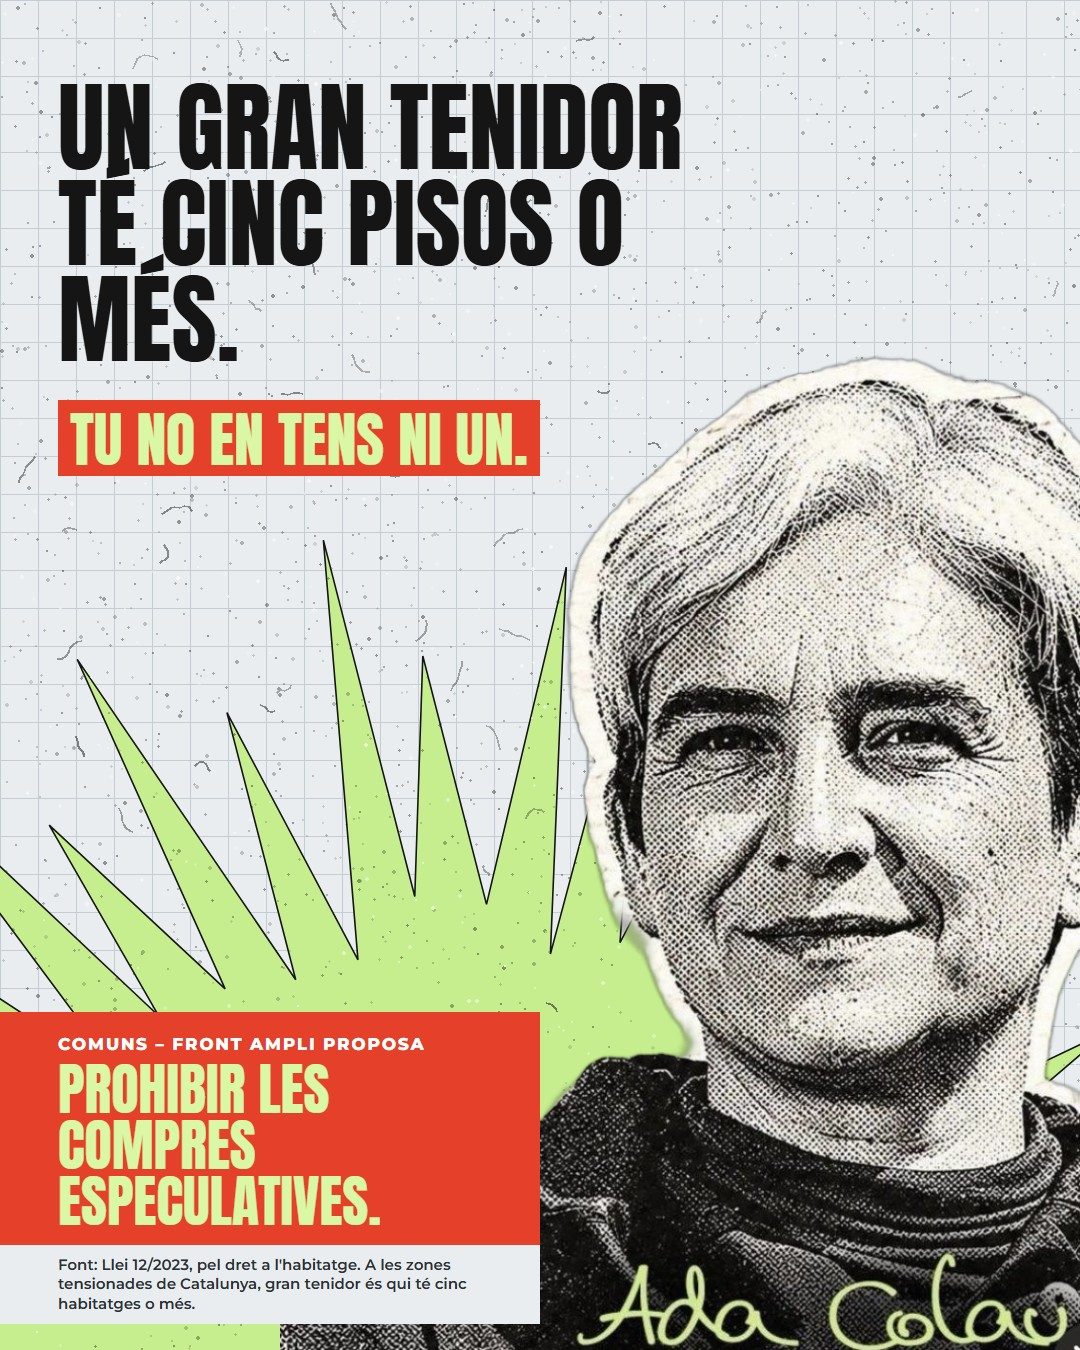 UN GRAN TENIDOR
TÉ CINC PISOS O
MÉS.
TU NO EN TENS NI UN.
COMUNS – FRONT AMPLI PROPOSA
PROHIBIR LES
COMPRES
ESPECULATIVES.
Font: Llei 12/2023, pel dret a l'habitatge. A les zones
tensionades de Catalunya, gran tenidor és qui té cinc
habitatges o més.
Ada Colau